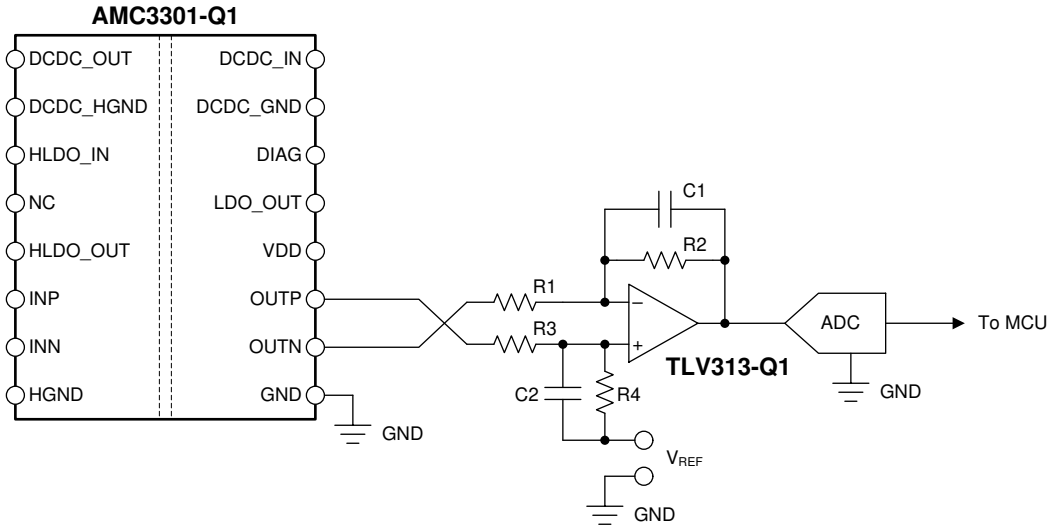 AMC3301-Q1
DCDC_OUT
DCDC_IN
DCDC_HGND
DCDC_GND
HLDO_IN
DIAG
NC
LDO_OUT
HLDO_OUT
VDD
INP
OUTP
INN
OUTN
HGND
GND
GND
C1
R2
R1
R3
C2
R4
TLV313-Q1
ADC
To MCU
GND
VREF
GND